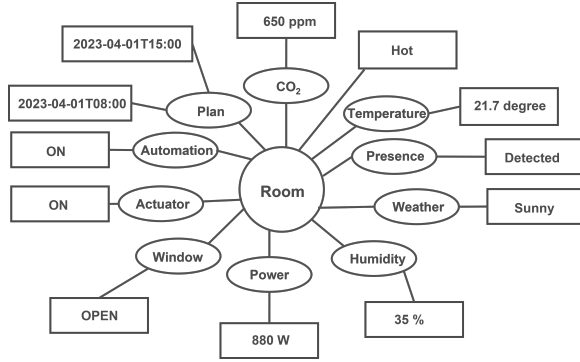 650 ppm
2023-04-01T15:00
Hot
CO₂
2023-04-01T08:00
Plan
Temperature
21.7 degree
ON
Automation
Presence
Detected
Room
ON
Actuator
Weather
Sunny
Window
Power
Humidity
OPEN
880 W
35 %